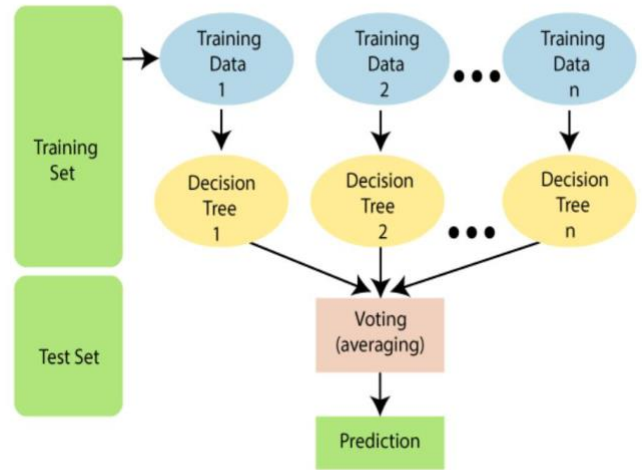 Training
Set
Training
Data
1
Training
Data
2
Training
Data
n
Decision
Tree
1
Decision
Tree
2
Decision
Tree
n
Test Set
Voting
(averaging)
Prediction